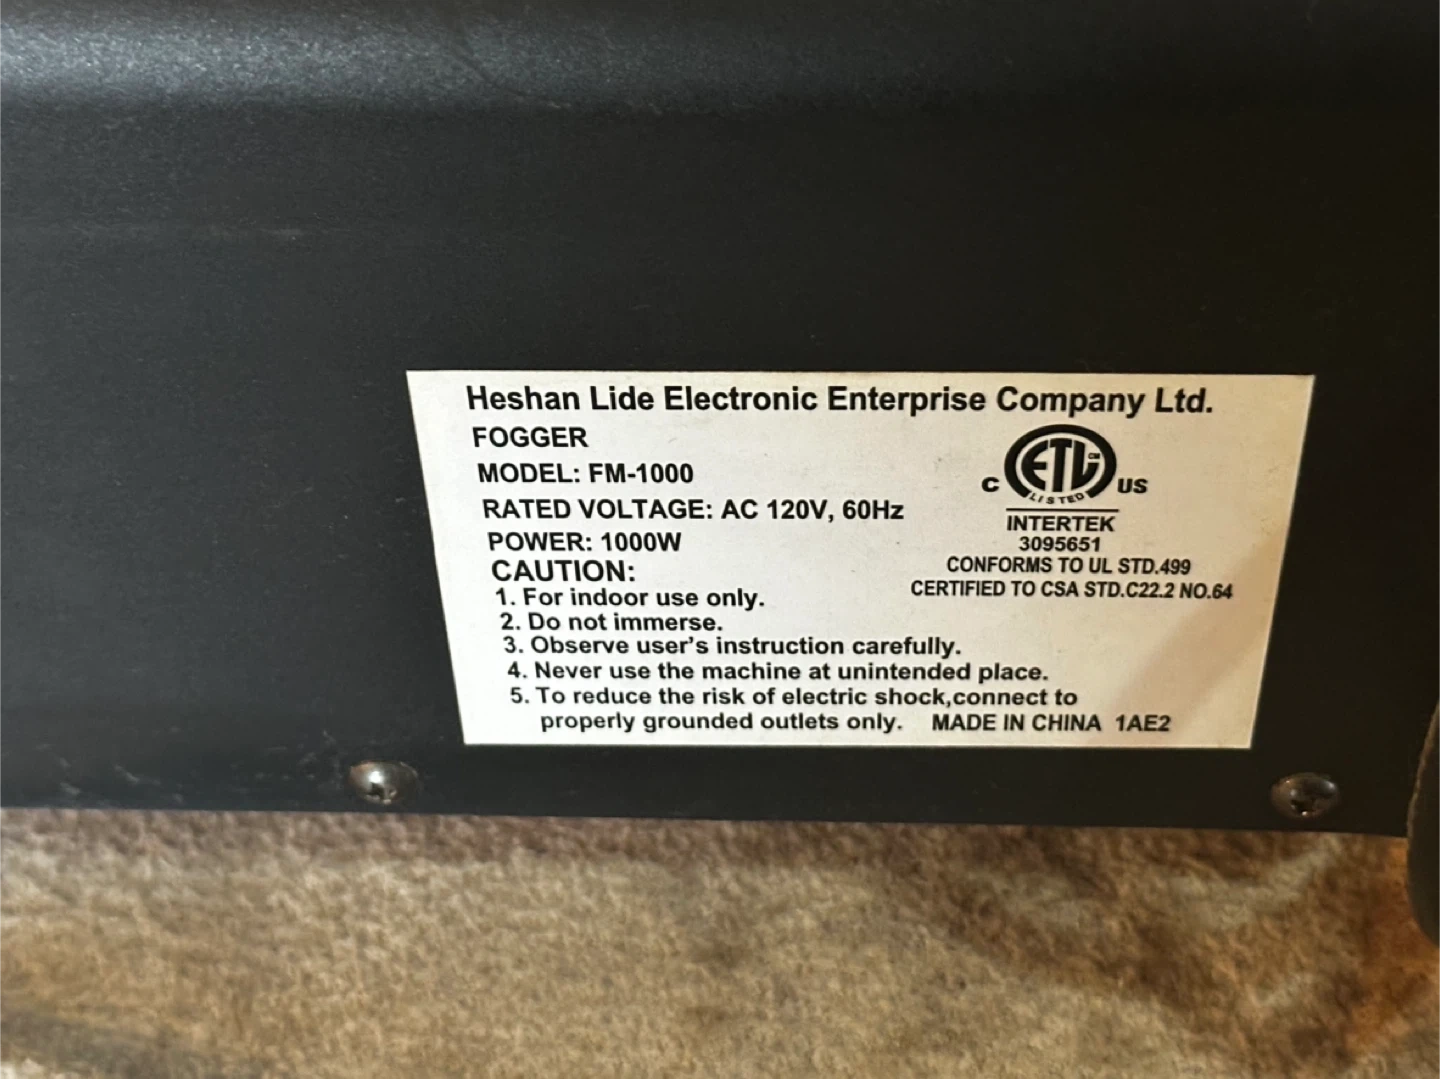 Heshan Lide Electronic Enterprise Company Ltd.
FOGGER
MODEL: FM-1000
RATED VOLTAGE: AC 120V, 60Hz
POWER: 1000W
C ETL CM US
LISTED
INTERTEK
3095651
CONFORMS TO UL STD.499
CERTIFIED TO CSA STD.C22.2 NO.64
CAUTION:
1. For indoor use only.
2. Do not immerse.
3. Observe user's instruction carefully.
4. Never use the machine at unintended place.
5. To reduce the risk of electric shock,connect to
properly grounded outlets only. MADE IN CHINA 1AE2